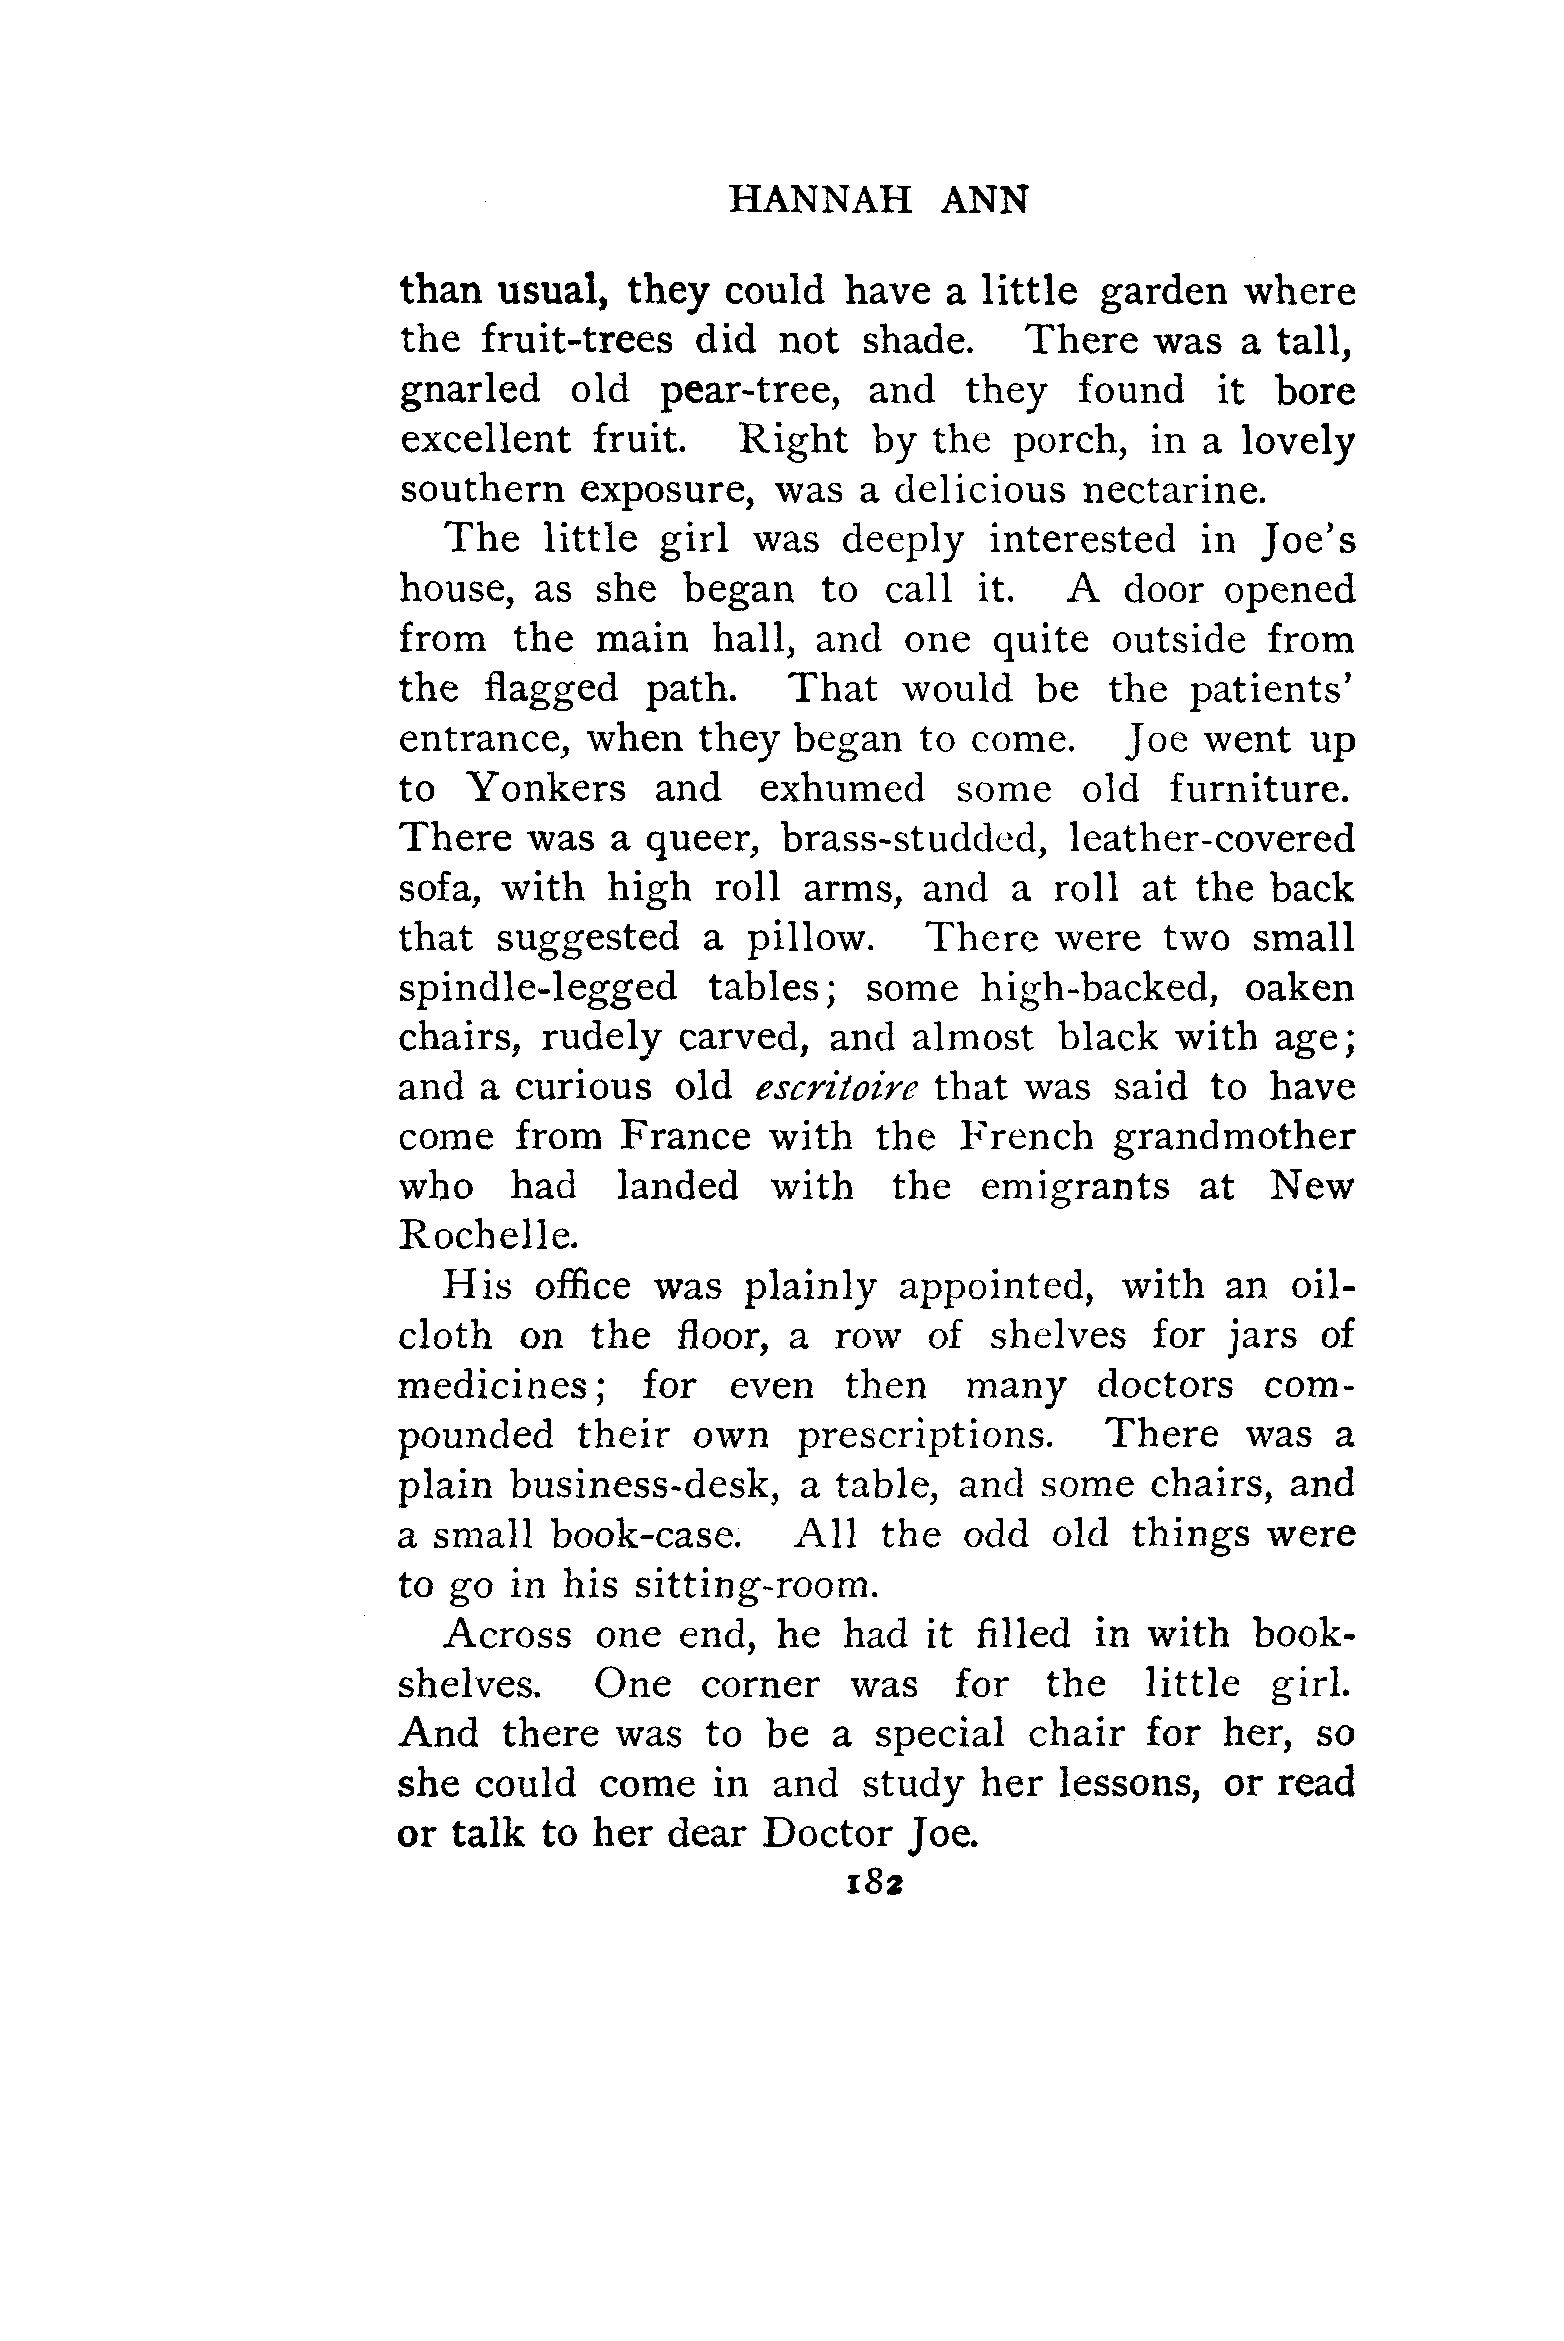 HANNAH ANN
than usual, they could have a little garden where
the fruit-trees did not shade. There was a tall,
gnarled old pear-tree, and they found it bore
excellent fruit. Right by the porch, in a lovely
southern exposure, was a delicious nectarine.
The little girl was deeply interested in Joe's
house, as she began to call it. A door opened
from the main hall, and one quite outside from
the flagged path. That would be the patients'
entrance, when they began to come. Joe went up
to Yonkers and exhumed some old furniture.
There was a queer, brass-studded, leather-covered
sofa, with high roll arms, and a roll at the back
that suggested a pillow. There were two small
spindle-legged tables; some high-backed, oaken
chairs, rudely carved, and almost black with age;
and a curious old escritoire that was said to have
come from France with the French grandmother
who had landed with the emigrants at New
Rochelle.
His office was plainly appointed, with an oil-
cloth on the floor, a row of shelves for jars of
medicines; for even then many doctors com-
pounded their own prescriptions. There was a
plain business-desk, a table, and some chairs, and
a small book-case. All the odd old things were
to go in his sitting-room.
Across one end, he had it filled in with book-
shelves. One corner was for the little girl.
And there was to be a special chair for her, so
she could come in and study her lessons, or read
or talk to her dear Doctor Joe.
182